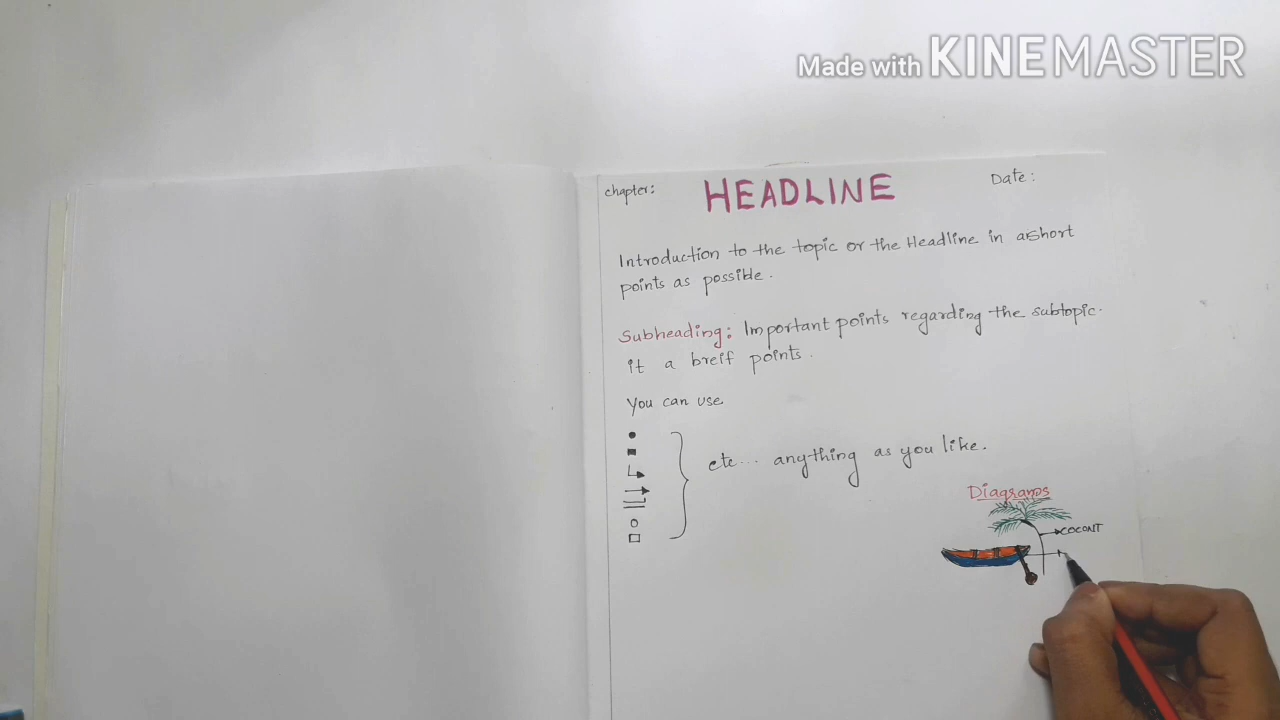 Made with KINEMASTER
chapter:
HEADLINE
Date:
Introduction to the topic or the Headline in a short
points as possible.
Subheading: Important points regarding the subtopic.
it a breif points.
You can use
etc... anything as you like.
Diagrams
COCONT